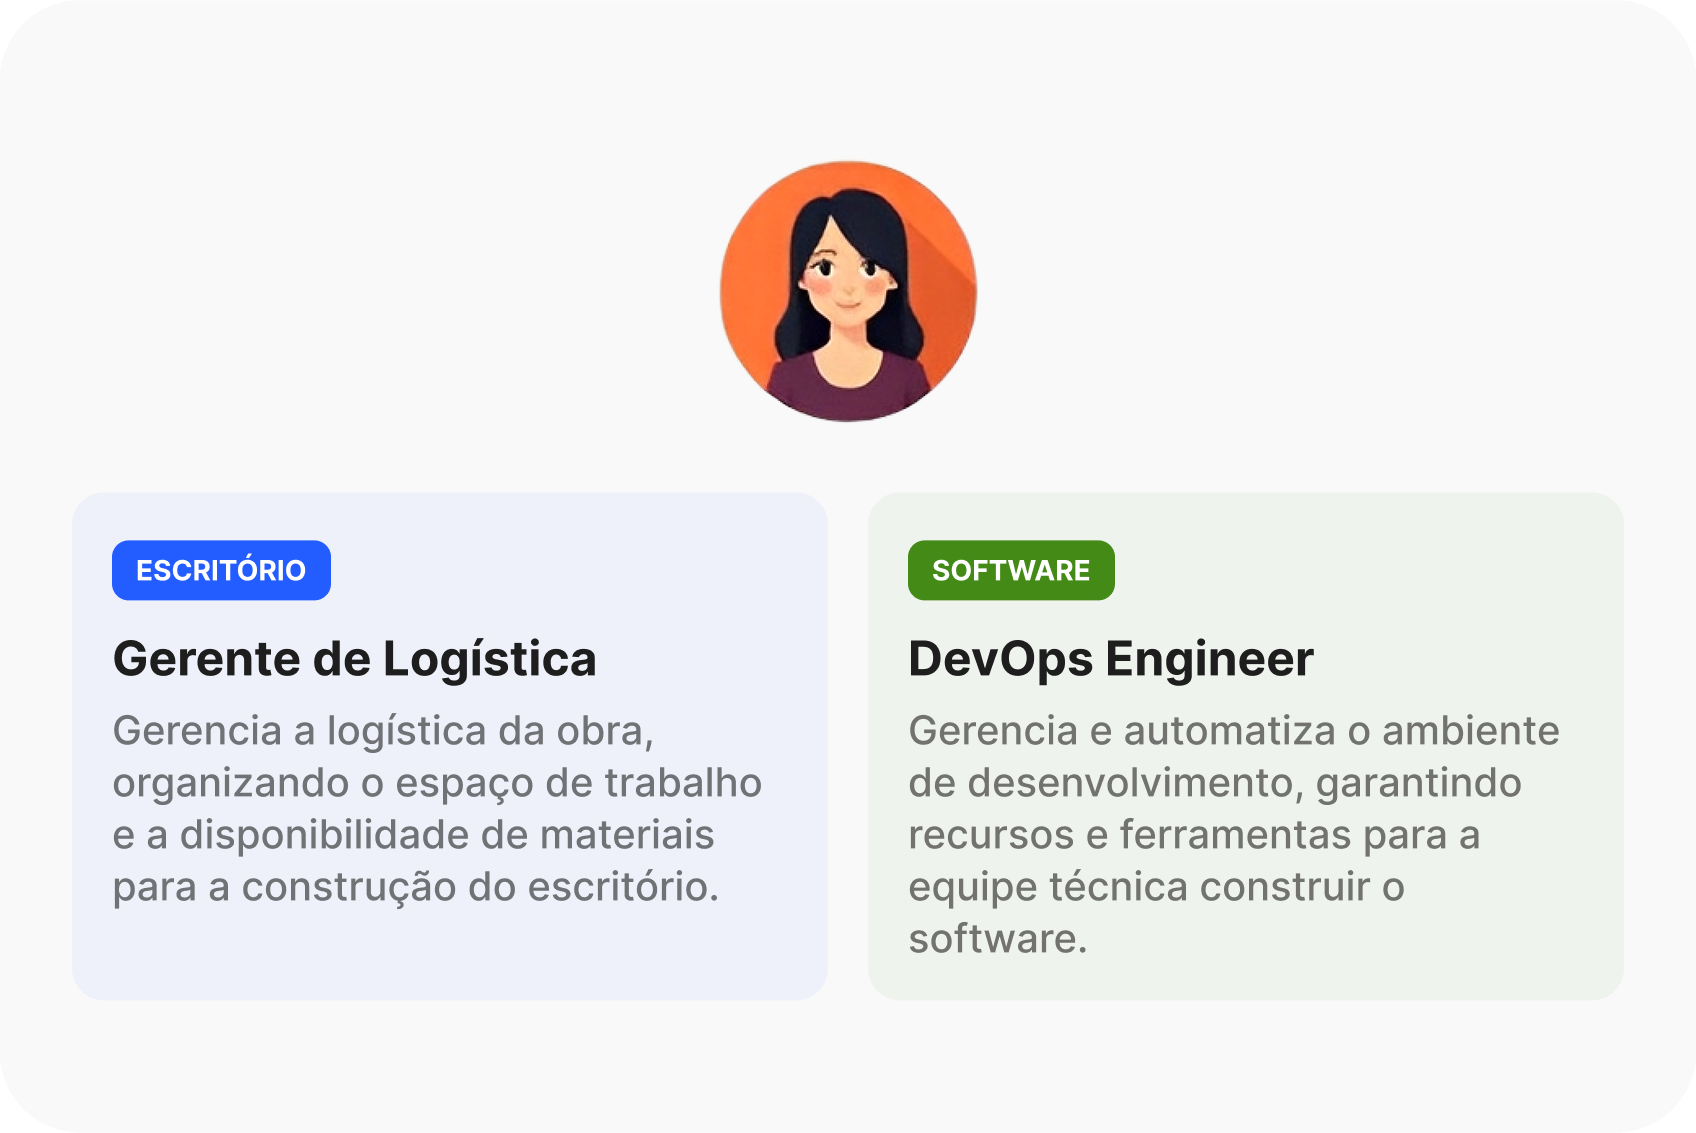 ESCRITÓRIO
Gerente de Logística
Gerencia a logística da obra,
organizando o espaço de trabalho
e a disponibilidade de materiais
para a construção do escritório.
SOFTWARE
DevOps Engineer
Gerencia e automatiza o ambiente
de desenvolvimento, garantindo
recursos e ferramentas para a
equipe técnica construir o
software.